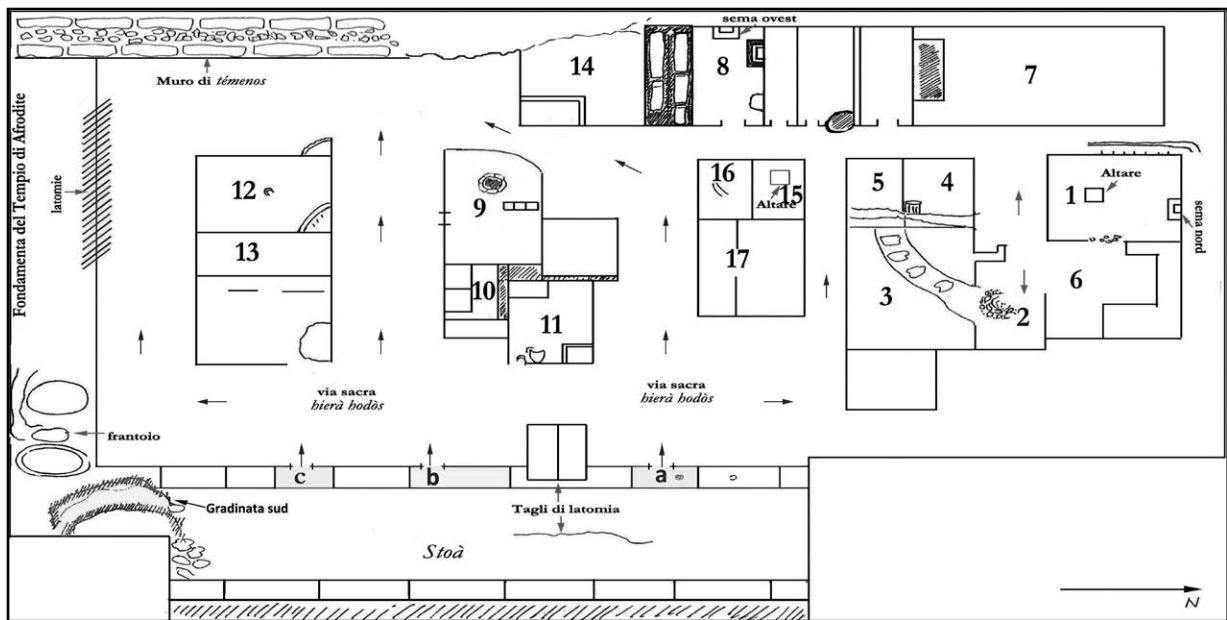 sema ovest
14
8
7
Muro di témenos
Fondamenta del Tempio di Afrodite
latomie
12
9
16
15
Altare
5
4
1
Altare
sema nord
13
10
17
11
3
2
6
via sacra
hierà hodòs
via sacra
hierà hodòs
frantoio
c
b
a
Gradinata sud
Tagli di latomia
Stoà
N